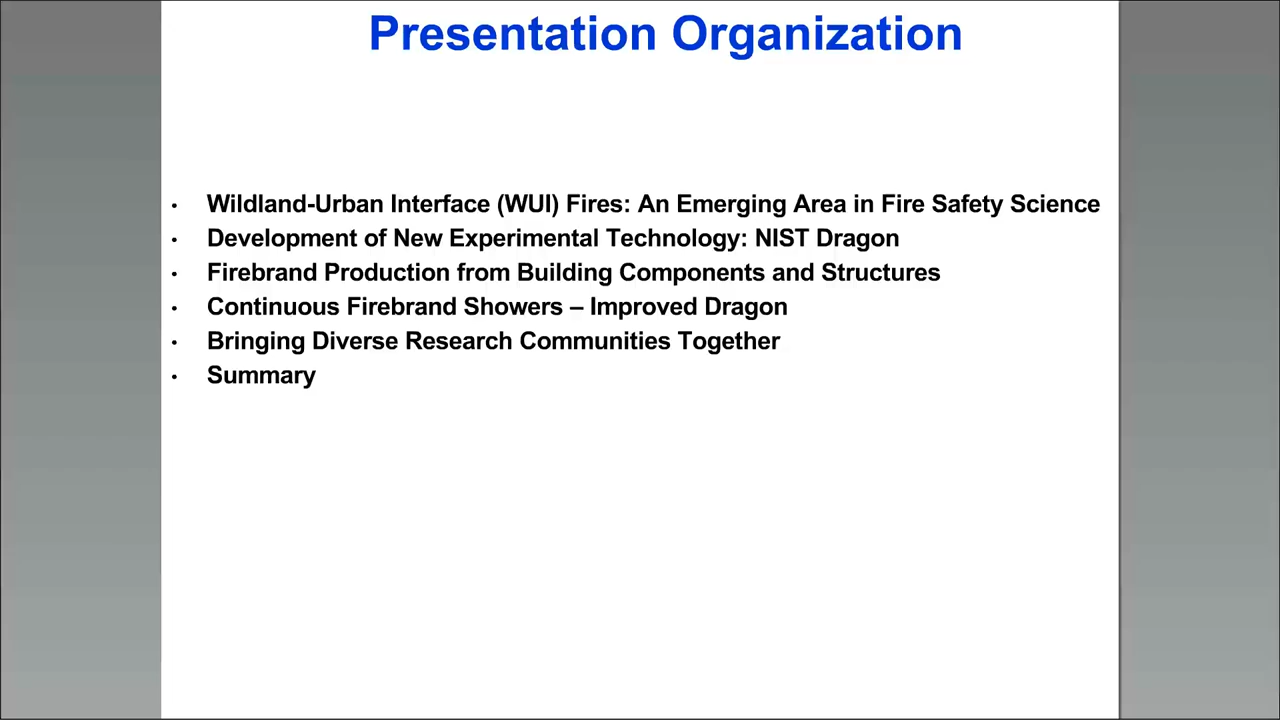 Presentation Organization
• Wildland-Urban Interface (WUI) Fires: An Emerging Area in Fire Safety Science
• Development of New Experimental Technology: NIST Dragon
• Firebrand Production from Building Components and Structures
• Continuous Firebrand Showers – Improved Dragon
• Bringing Diverse Research Communities Together
• Summary